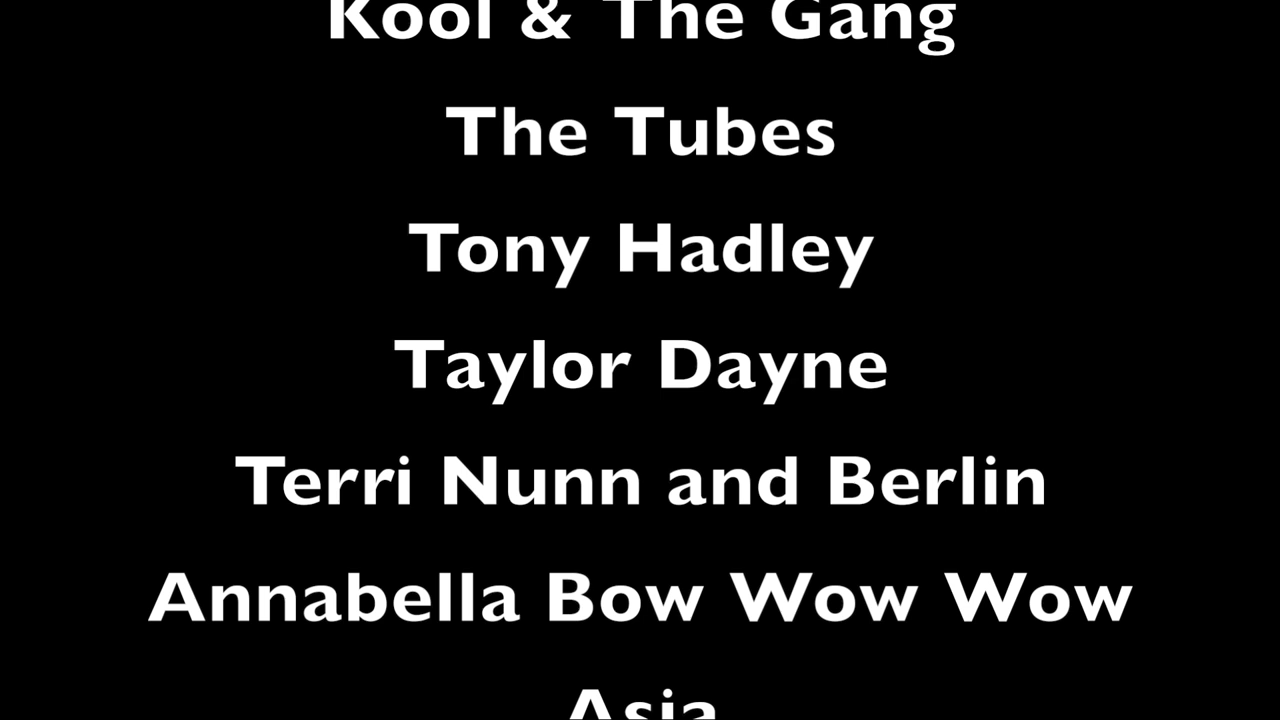 Kool & The Gang
The Tubes
Tony Hadley
Taylor Dayne
Terri Nunn and Berlin
Annabella Bow Wow Wow
Asia